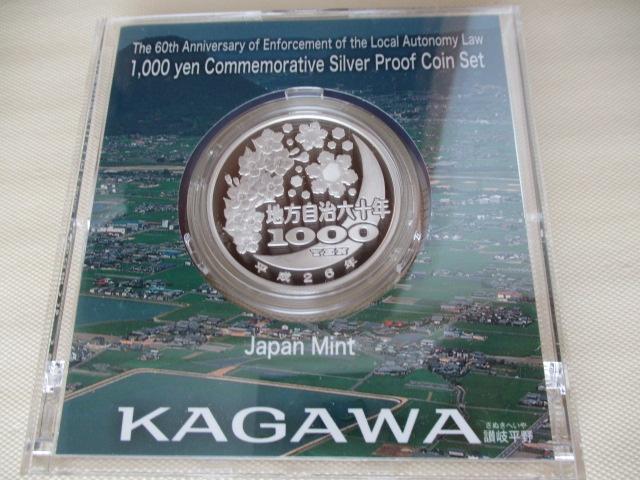 The 60th Anniversary of Enforcement of the Local Autonomy Law
1,000 yen Commemorative Silver Proof Coin Set
地方自治六十年
1000
YEN
平成26年
Japan Mint
KAGAWA
さぬきへいや
讃岐平野